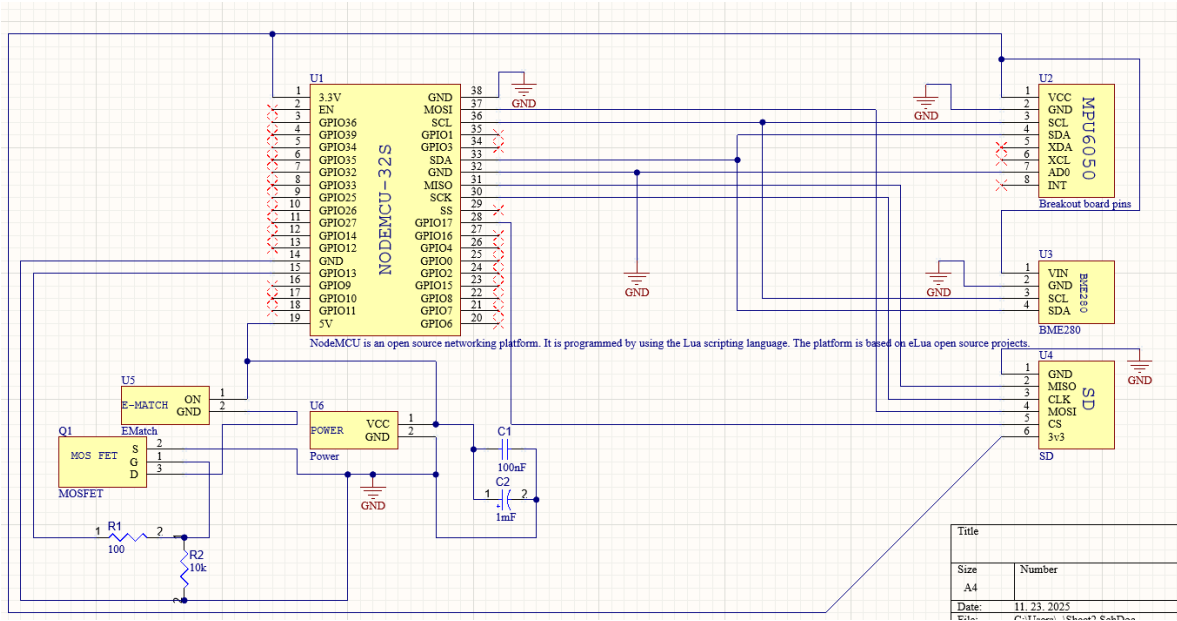 U1
NODEMCU-32S
1 3.3V
2 EN
3 GPIO36
4 GPIO39
5 GPIO34
6 GPIO35
7 GPIO32
8 GPIO33
9 GPIO25
10 GPIO26
11 GPIO27
12 GPIO14
13 GPIO12
14 GND
15 GPIO13
16 GPIO9
17 GPIO10
18 GPIO11
19 5V
GND 38
MOSI 37
SCL 36
GPIO1 35
GPIO3 34
SDA 33
GND 32
MISO 31
SCK 30
SS 29
GPIO17 28
GPIO16 27
GPIO4 26
GPIO0 25
GPIO2 24
GPIO15 23
GPIO8 22
GPIO7 21
GPIO6 20
NodeMCU is an open source networking platform. It is programmed by using the Lua scripting language. The platform is based on eLua open source projects.
GND
GND
GND
U2
MPU6050
1 VCC
2 GND
3 SCL
4 SDA
5 XDA
6 XCL
7 AD0
8 INT
Breakout board pins
GND
U3
BME280
1 VIN
2 GND
3 SCL
4 SDA
BME280
U4
SD
1 GND
2 MISO
3 CLK
4 MOSI
5 CS
6 3v3
SD
GND
U5
E-MATCH
ON 1
GND 2
EMatch
U6
POWER
VCC 1
GND 2
Power
Q1
MOS FET
S 2
G 1
D 3
MOSFET
GND
C1
100nF
C2
1 2
+
1mF
R1
1 2
100
R2
10k
2
Title
Size
Number
A4
Date: 11. 23. 2025
File: C:\Users\..\Sheet2.SchDoc